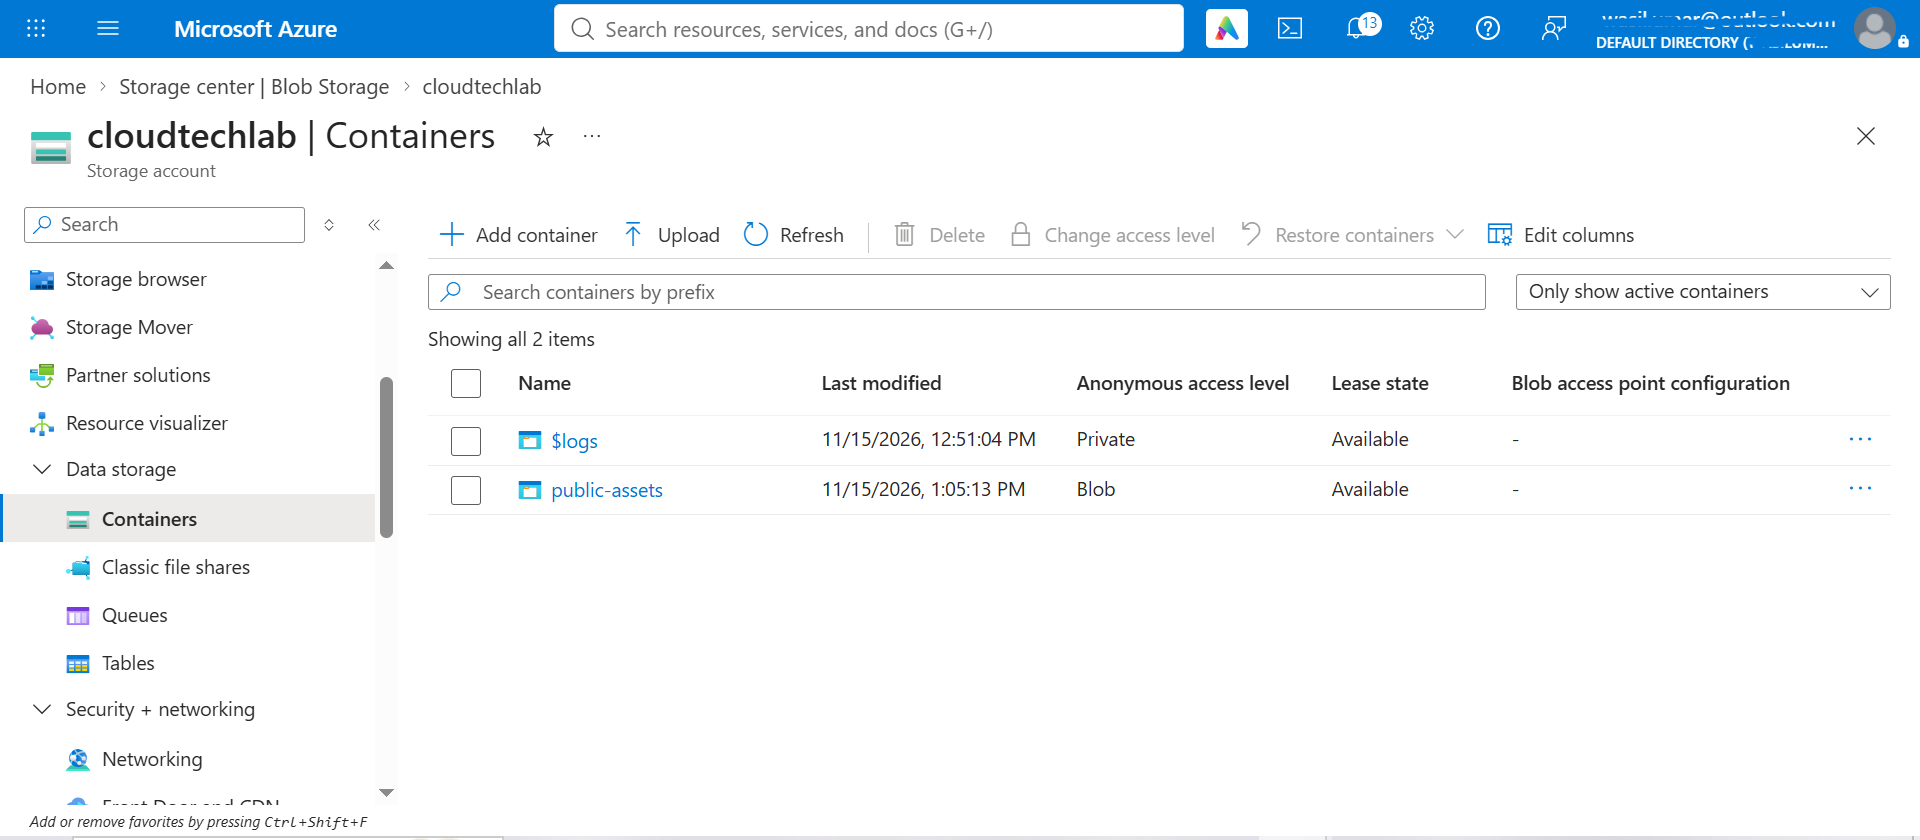 Microsoft Azure
Search resources, services, and docs (G+/)
13
DEFAULT DIRECTORY
Home > Storage center | Blob Storage > cloudtechlab
cloudtechlab | Containers
Storage account
Search
Storage browser
Storage Mover
Partner solutions
Resource visualizer
Data storage
Containers
Classic file shares
Queues
Tables
Security + networking
Networking
Front Door and CDN
Add or remove favorites by pressing Ctrl+Shift+F
Add container Upload Refresh Delete Change access level Restore containers Edit columns
Search containers by prefix
Only show active containers
Showing all 2 items
Name Last modified Anonymous access level Lease state Blob access point configuration
$logs 11/15/2026, 12:51:04 PM Private Available -
public-assets 11/15/2026, 1:05:13 PM Blob Available -